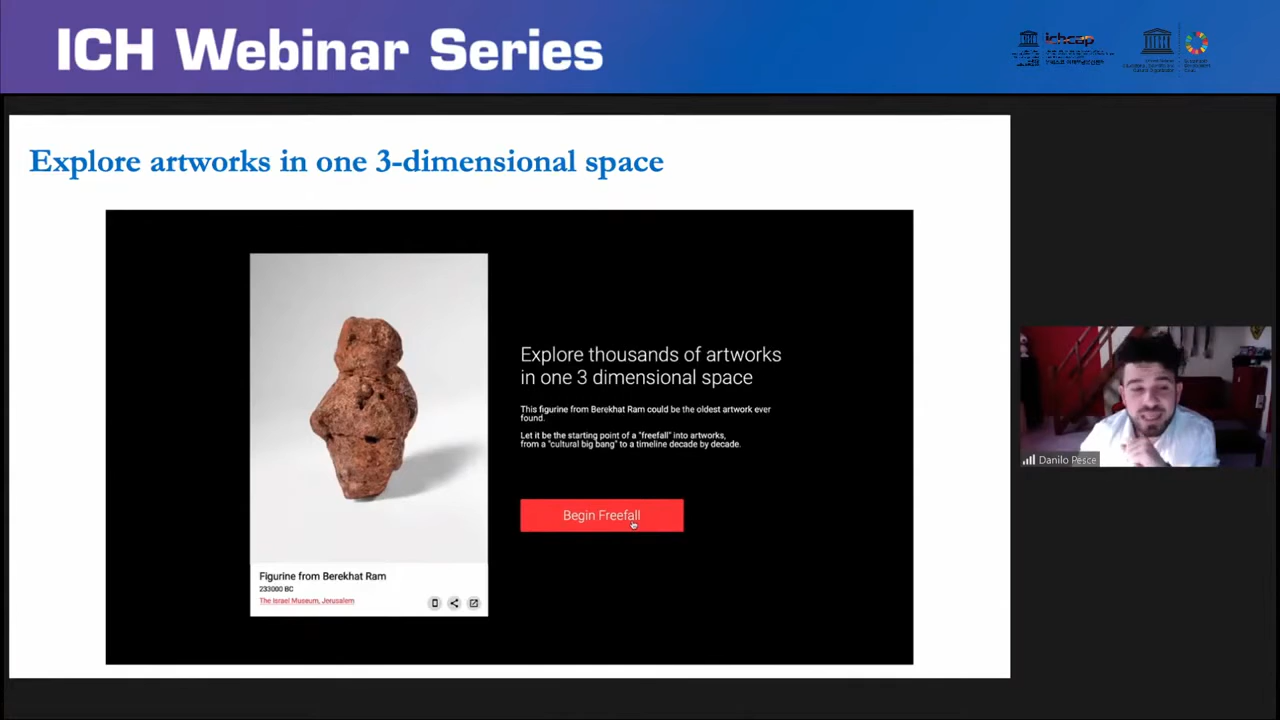 ICH Webinar Series
ichcap
Explore artworks in one 3-dimensional space
Explore thousands of artworks
in one 3 dimensional space
This figurine from Berekhat Ram could be the oldest artwork ever
found.
Let it be the starting point of a "freefall" into artworks,
from a "cultural big bang" to a timeline decade by decade.
Begin Freefall
Figurine from Berekhat Ram
233000 BC
The Israel Museum, Jerusalem
Danilo Pesce